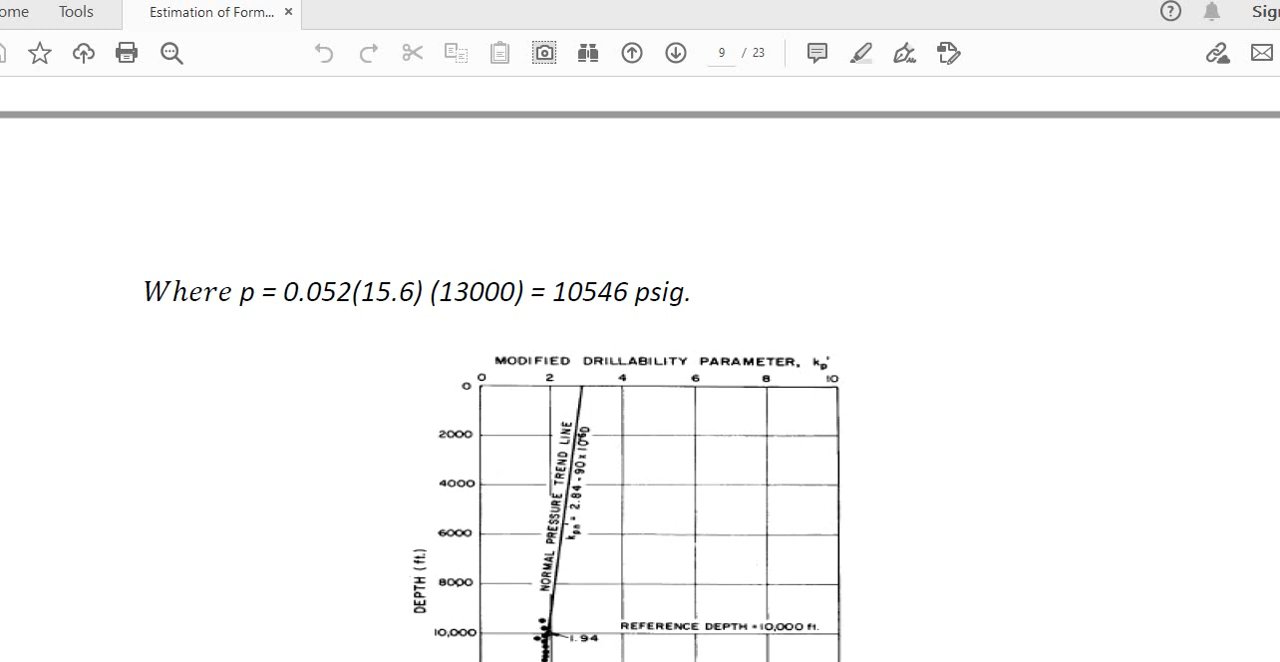 ome Tools Estimation of Form... × Sig
9 / 23
Where p = 0.052(15.6) (13000) = 10546 psig.
MODIFIED DRILLABILITY PARAMETER, kp'
0 2 4 6 8 10
0
2000
4000
6000
8000
10,000
DEPTH (ft.)
NORMAL PRESSURE TREND LINE
REFERENCE DEPTH = 10,000 ft.
1.94